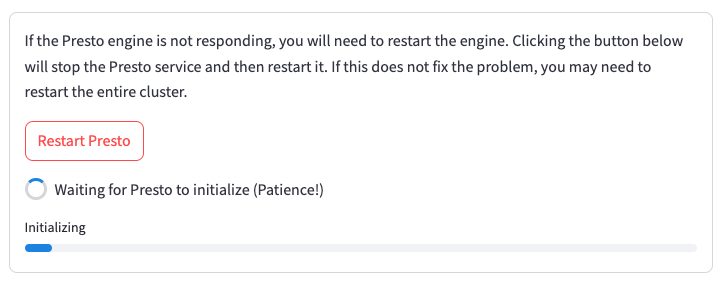 If the Presto engine is not responding, you will need to restart the engine. Clicking the button below
will stop the Presto service and then restart it. If this does not fix the problem, you may need to
restart the entire cluster.
Restart Presto
Waiting for Presto to initialize (Patience!)
Initializing